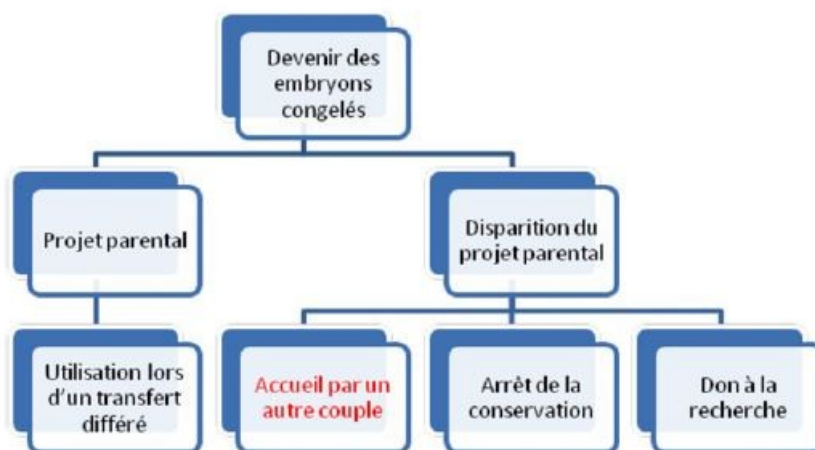 Devenir des
embryons
congelés
Projet parental
Disparition du
projet parental
Utilisation lors
d'un transfert
différé
Accueil par un
autre couple
Arrêt de la
conservation
Don à la
recherche